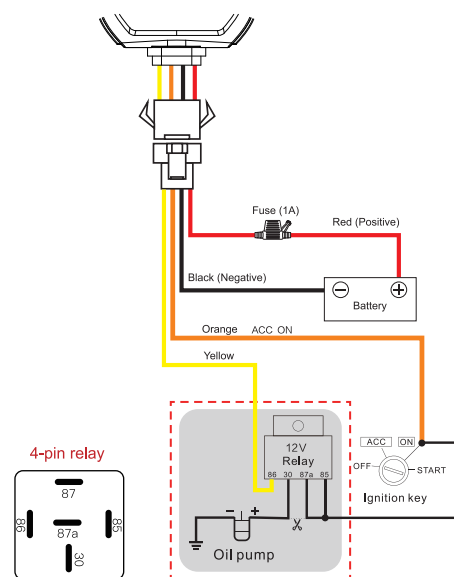 Fuse (1A)
Red (Positive)
Black (Negative)
Battery
Orange ACC ON
Yellow
4-pin relay
87
86
87a
85
30
12V
Relay
86 30 87a 85
- +
Oil pump
ACC ON
OFF START
Ignition key